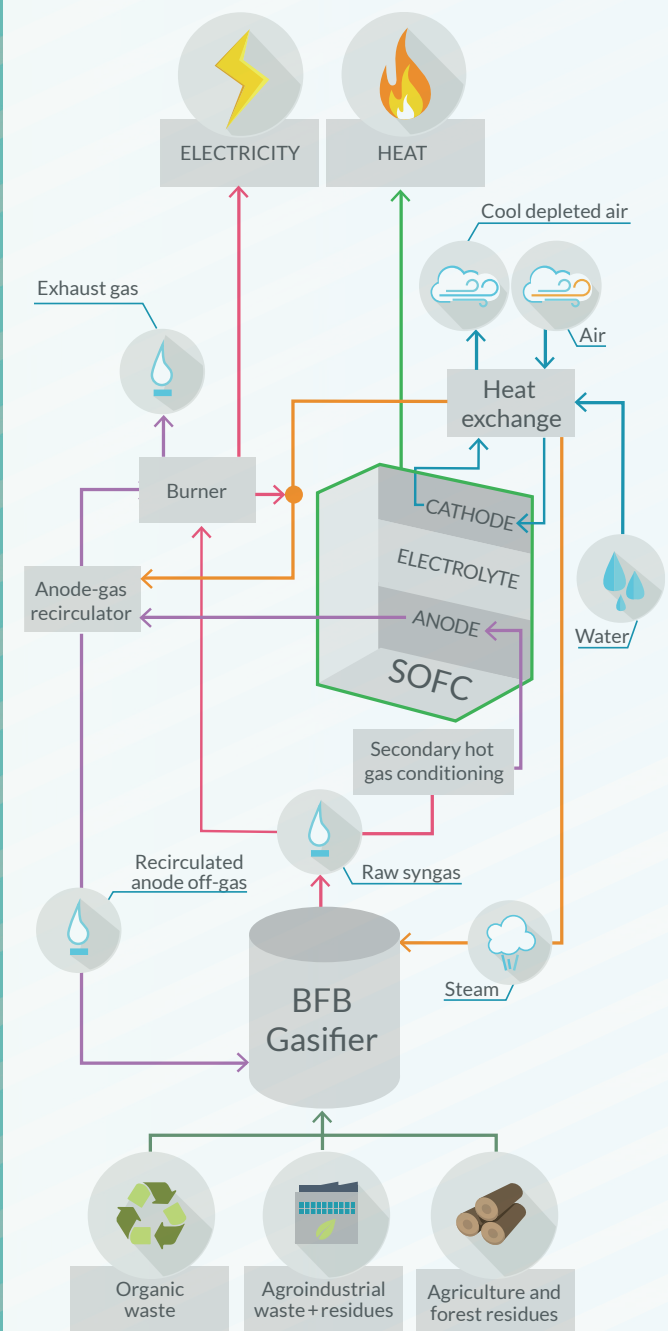 ELECTRICITY
HEAT
Cool depleted air
Exhaust gas
Air
Heat
exchange
Burner
CATHODE
ELECTROLYTE
Anode-gas
recirculator
ANODE
Water
SOFC
Secondary hot
gas conditioning
Recirculated
anode off-gas
Raw syngas
Steam
BFB
Gasifier
Organic
waste
Agroindustrial
waste+residues
Agriculture and
forest residues